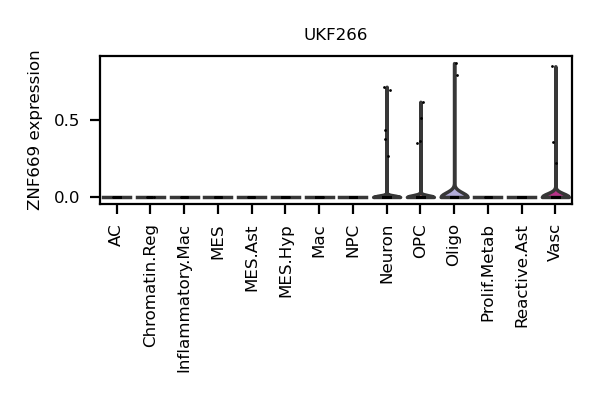 UKF266
ZNF669 expression
0.5
0.0
AC
Chromatin.Reg
Inflammatory.Mac
MES
MES.Ast
MES.Hyp
Mac
NPC
Neuron
OPC
Oligo
Prolif.Metab
Reactive.Ast
Vasc